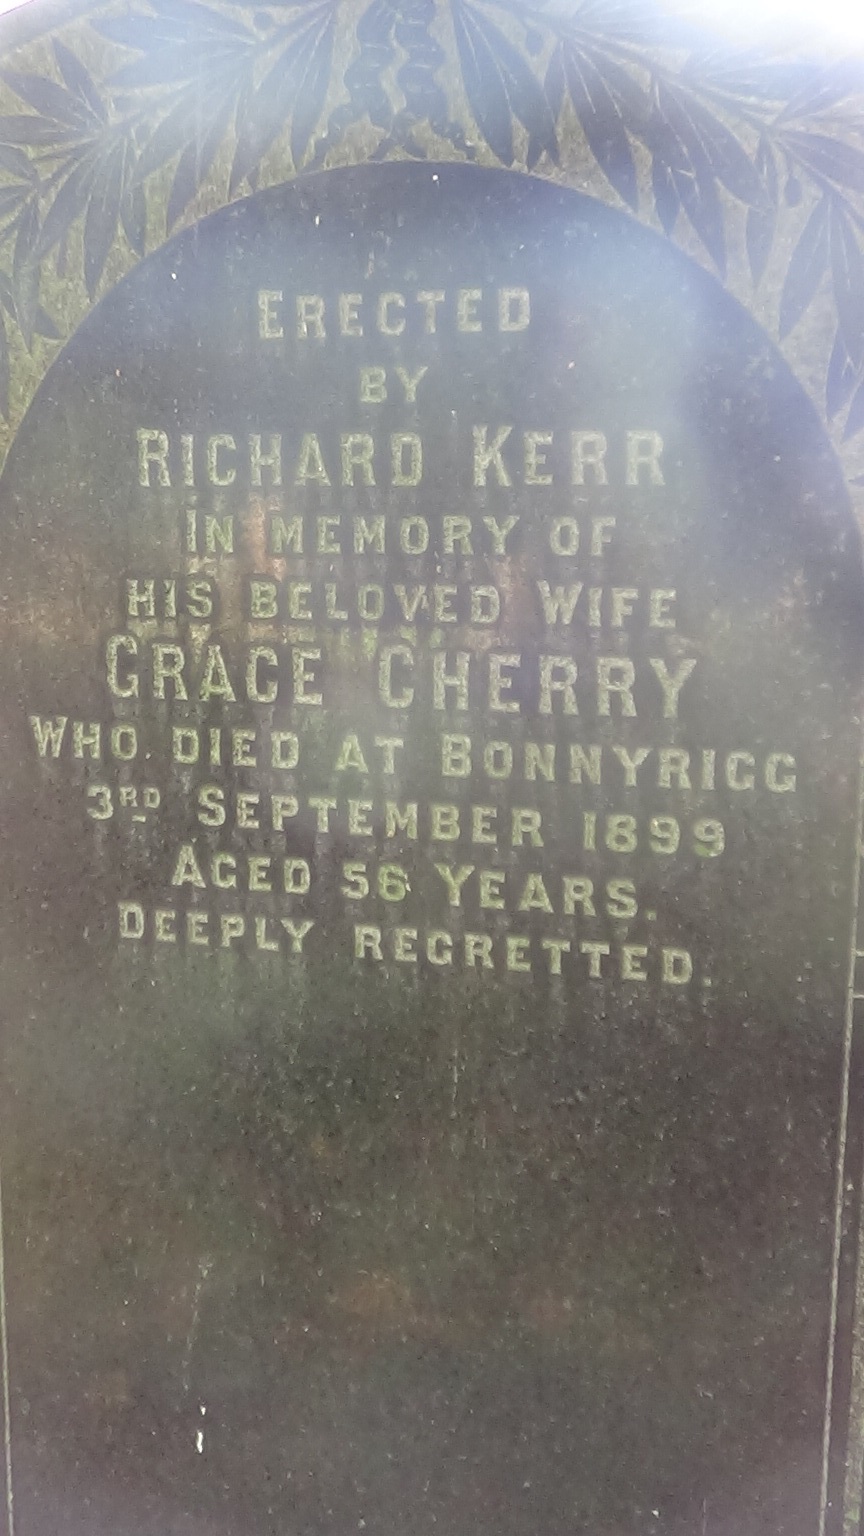 ERECTED
BY
RICHARD KERR
IN MEMORY OF
HIS BELOVED WIFE
GRACE CHERRY
WHO DIED AT BONNYRIGG
3RD SEPTEMBER 1899
AGED 56 YEARS.
DEEPLY REGRETTED.